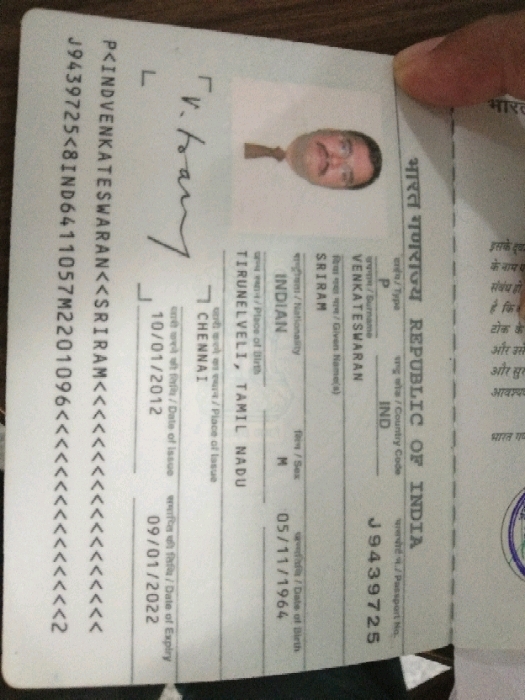 भारत गणराज्य REPUBLIC OF INDIA
टाईप / Type
राष्ट्र कोड / Country Code
पासपोर्ट नं. / Passport No.
P
IND
J9439725
उपनाम / Surname
VENKATESWARAN
दिया गया नाम / Given Name(s)
SRIRAM
राष्ट्रीयता / Nationality
लिंग / Sex
जन्मतिथि / Date of Birth
INDIAN
M
05/11/1964
जन्म स्थान / Place of Birth
TIRUNELVELI, TAMIL NADU
जारी करने का स्थान / Place of Issue
CHENNAI
जारी करने की तिथि / Date of Issue
समाप्ति की तिथि / Date of Expiry
10/01/2012
09/01/2022
P<INDVENKATESWARAN<<SRIRAM<<<<<<<<<<<<<<<<<<
J9439725<8IND6411057M2201096<<<<<<<<<<<<<<2
भारत
इसके द्वा
के नाम प
संबंध हो
है कि वे
टोक के
और उसे
और सुर
आवश्यक
भारत गण